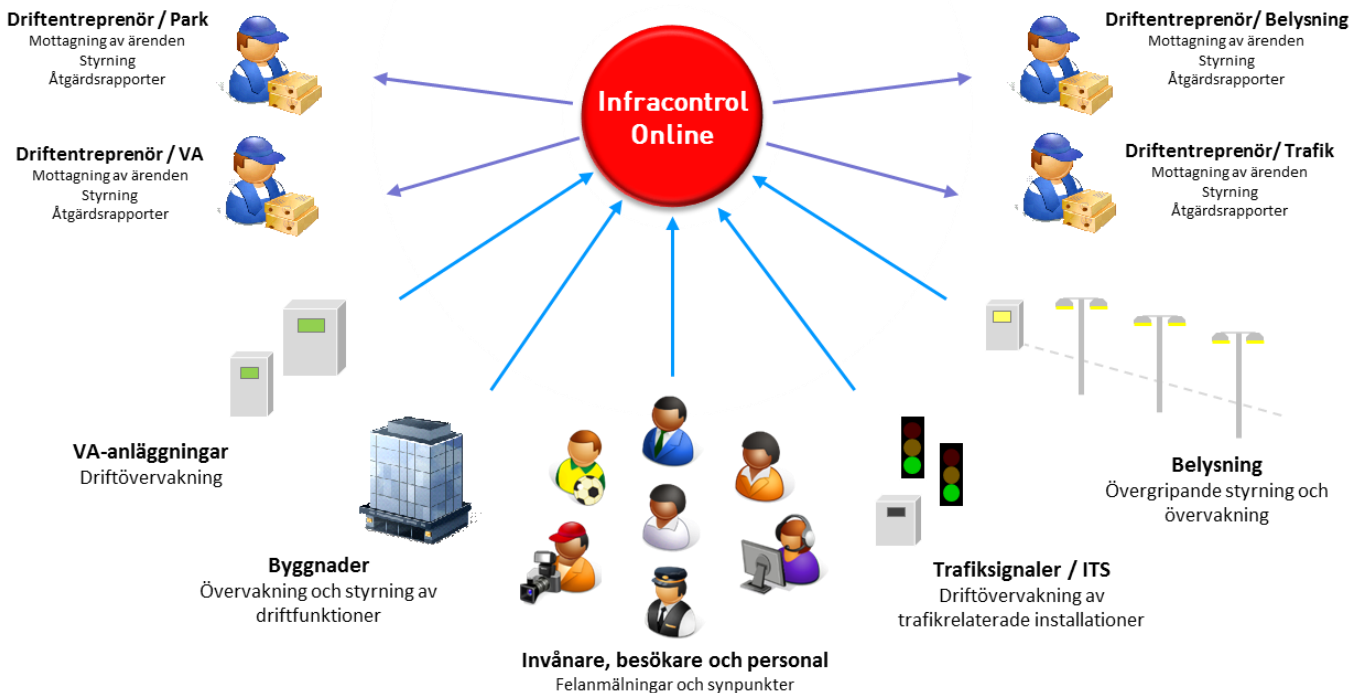 Driftentreprenör / Park
Mottagning av ärenden
Styrning
Åtgärdsrapporter
Infracontrol
Online
Driftentreprenör/ Belysning
Mottagning av ärenden
Styrning
Åtgärdsrapporter
Driftentreprenör / VA
Mottagning av ärenden
Styrning
Åtgärdsrapporter
Driftentreprenör/ Trafik
Mottagning av ärenden
Styrning
Åtgärdsrapporter
VA-anläggningar
Driftövervakning
Belysning
Övergripande styrning och
övervakning
Byggnader
Övervakning och styrning av
driftfunktioner
Trafiksignaler / ITS
Driftövervakning av
trafikrelaterade installationer
Invånare, besökare och personal
Felanmälningar och synpunkter